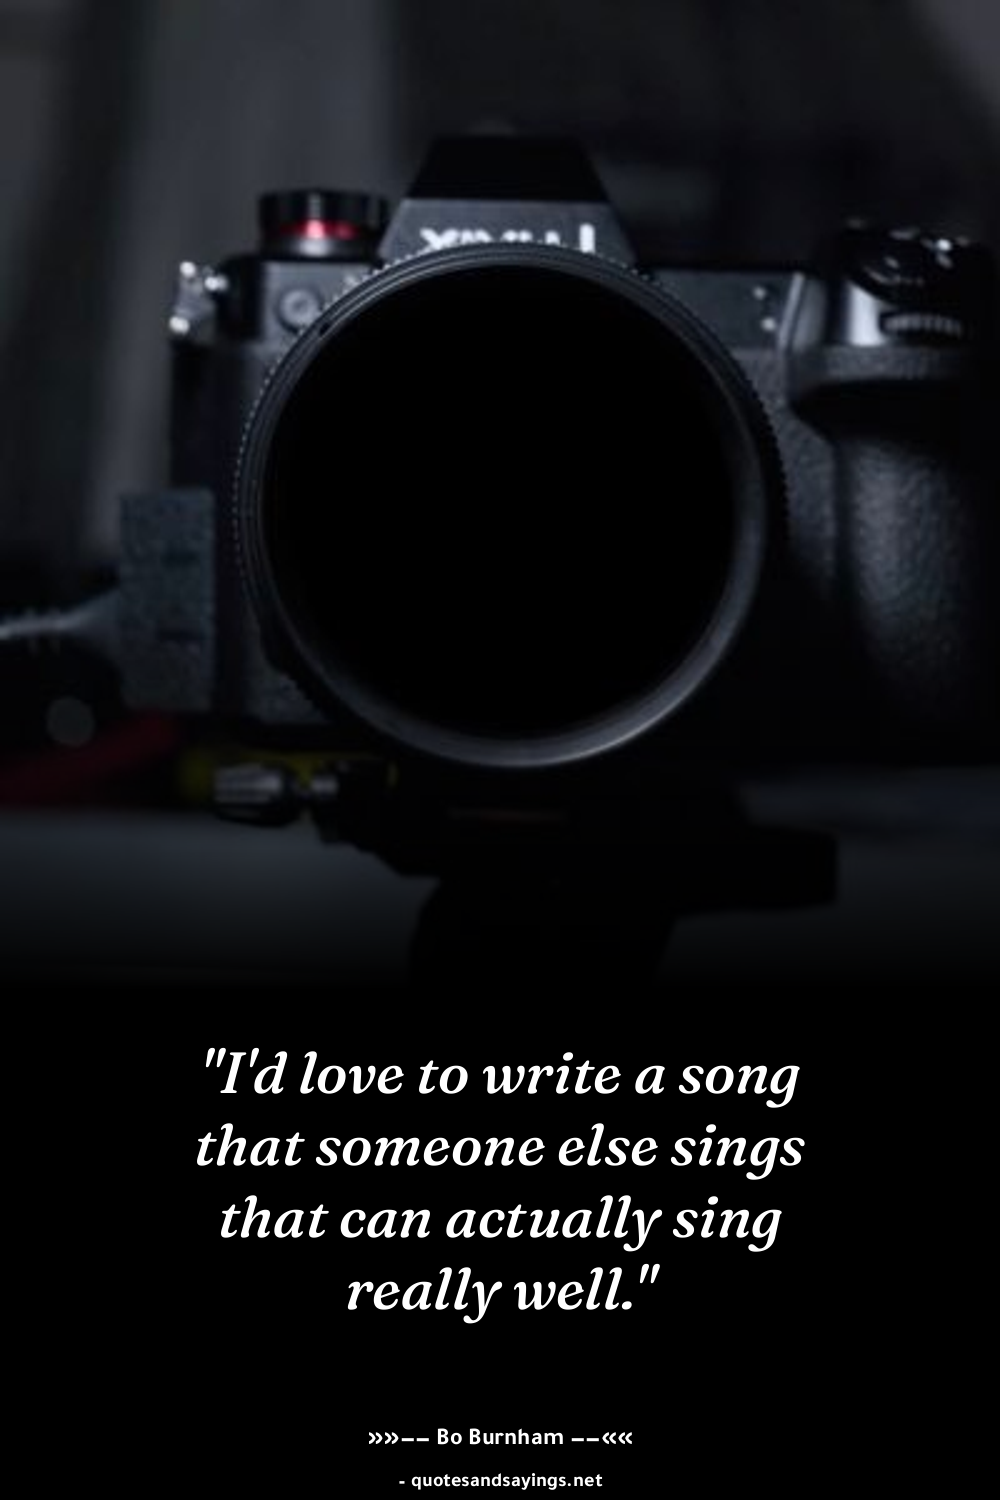 "I'd love to write a song
that someone else sings
that can actually sing
really well."
»»–– Bo Burnham ––««
- quotesandsayings.net